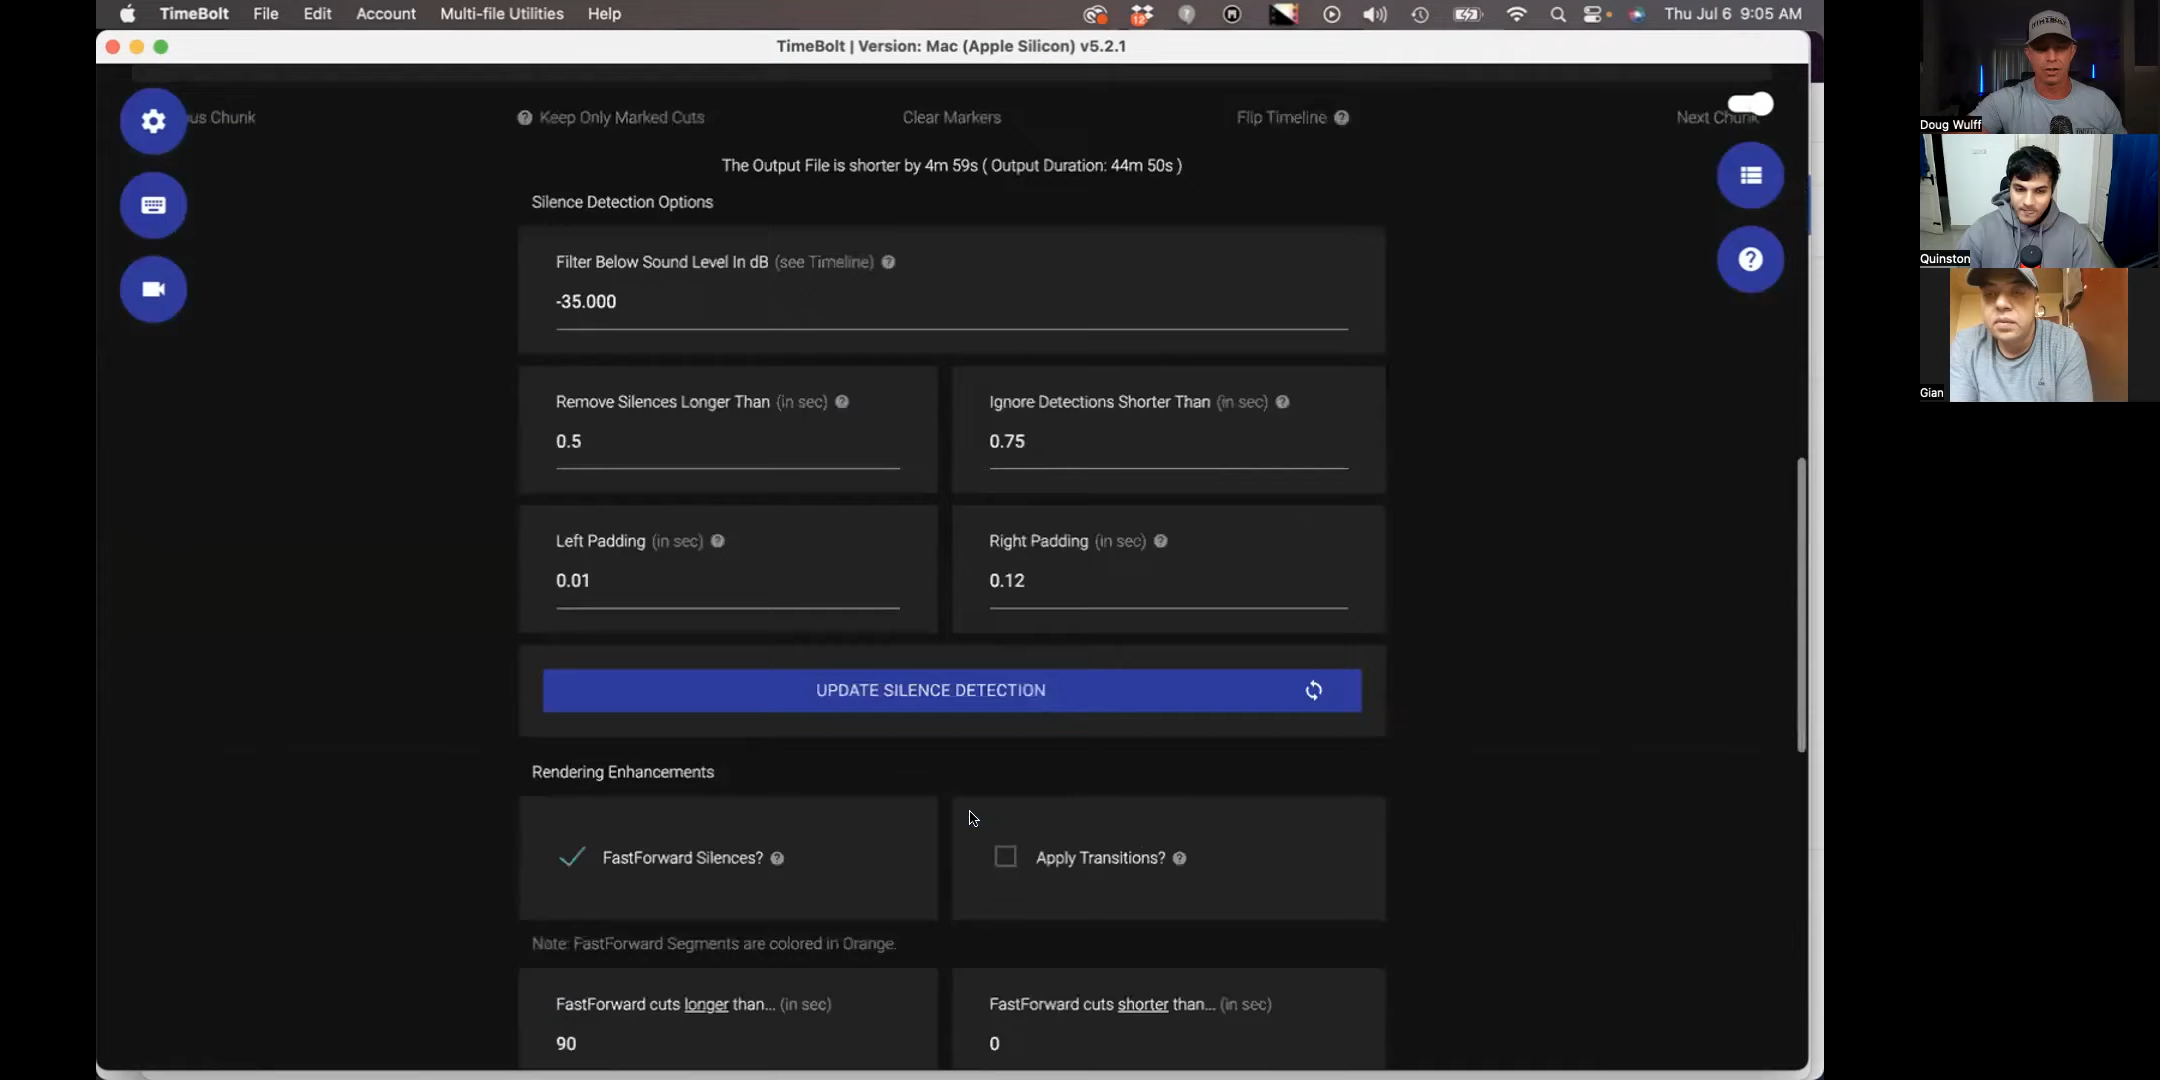 TimeBolt File Edit Account Multi-file Utilities Help 12 Thu Jul 6 9:05 AM
TimeBolt | Version: Mac (Apple Silicon) v5.2.1
us Chunk Keep Only Marked Cuts Clear Markers Flip Timeline Next Chunk
The Output File is shorter by 4m 59s ( Output Duration: 44m 50s )
Silence Detection Options
Filter Below Sound Level In dB (see Timeline)
-35.000
Remove Silences Longer Than (in sec) Ignore Detections Shorter Than (in sec)
0.5 0.75
Left Padding (in sec) Right Padding (in sec)
0.01 0.12
UPDATE SILENCE DETECTION
Rendering Enhancements
FastForward Silences? Apply Transitions?
Note: FastForward Segments are colored in Orange.
FastForward cuts longer than... (in sec) FastForward cuts shorter than... (in sec)
90 0
Doug Wulff
Quinston
Gian